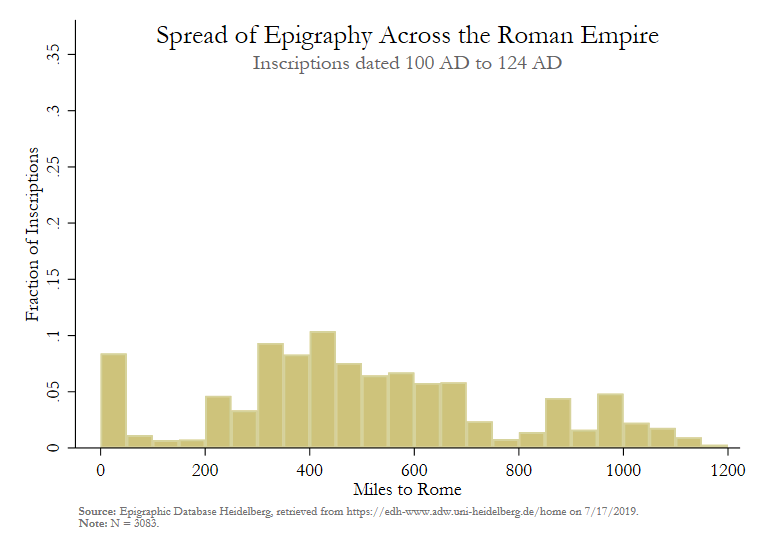 Spread of Epigraphy Across the Roman Empire
Inscriptions dated 100 AD to 124 AD
Fraction of Inscriptions
.35
.3
.25
.2
.15
.1
.05
0
0 200 400 600 800 1000 1200
Miles to Rome
Source: Epigraphic Database Heidelberg, retrieved from https://edh-www.adw.uni-heidelberg.de/home on 7/17/2019.
Note: N = 3083.